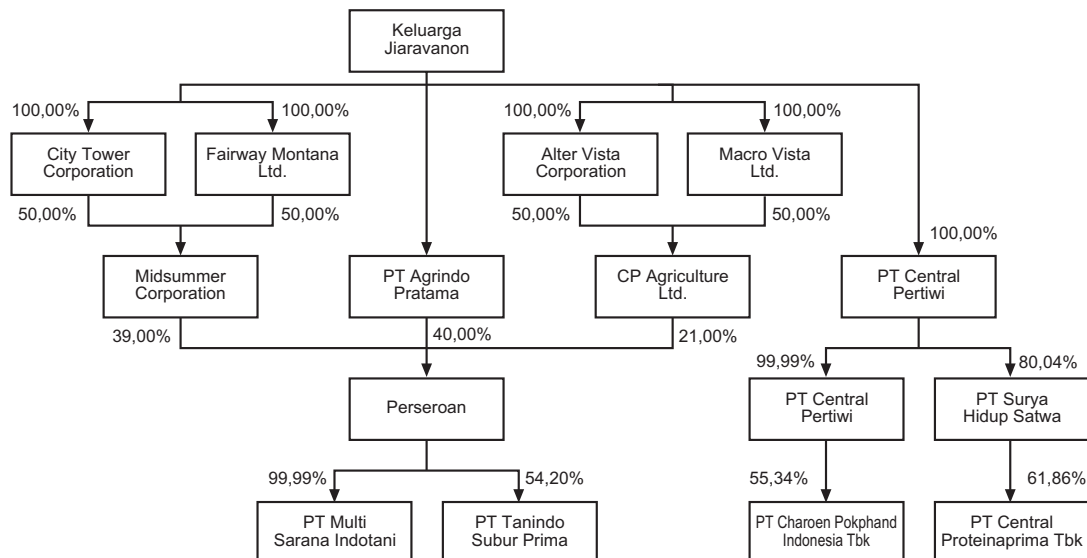 Keluarga
Jiaravanon
100,00%
100,00%
100,00%
100,00%
City Tower
Corporation
Fairway Montana
Ltd.
Alter Vista
Corporation
Macro Vista
Ltd.
50,00%
50,00%
50,00%
50,00%
100,00%
Midsummer
Corporation
PT Agrindo
Pratama
CP Agriculture
Ltd.
PT Central
Pertiwi
39,00%
40,00%
21,00%
99,99%
80,04%
Perseroan
PT Central
Pertiwi
PT Surya
Hidup Satwa
99,99%
54,20%
55,34%
61,86%
PT Multi
Sarana Indotani
PT Tanindo
Subur Prima
PT Charoen Pokphand
Indonesia Tbk
PT Central
Proteinaprima Tbk